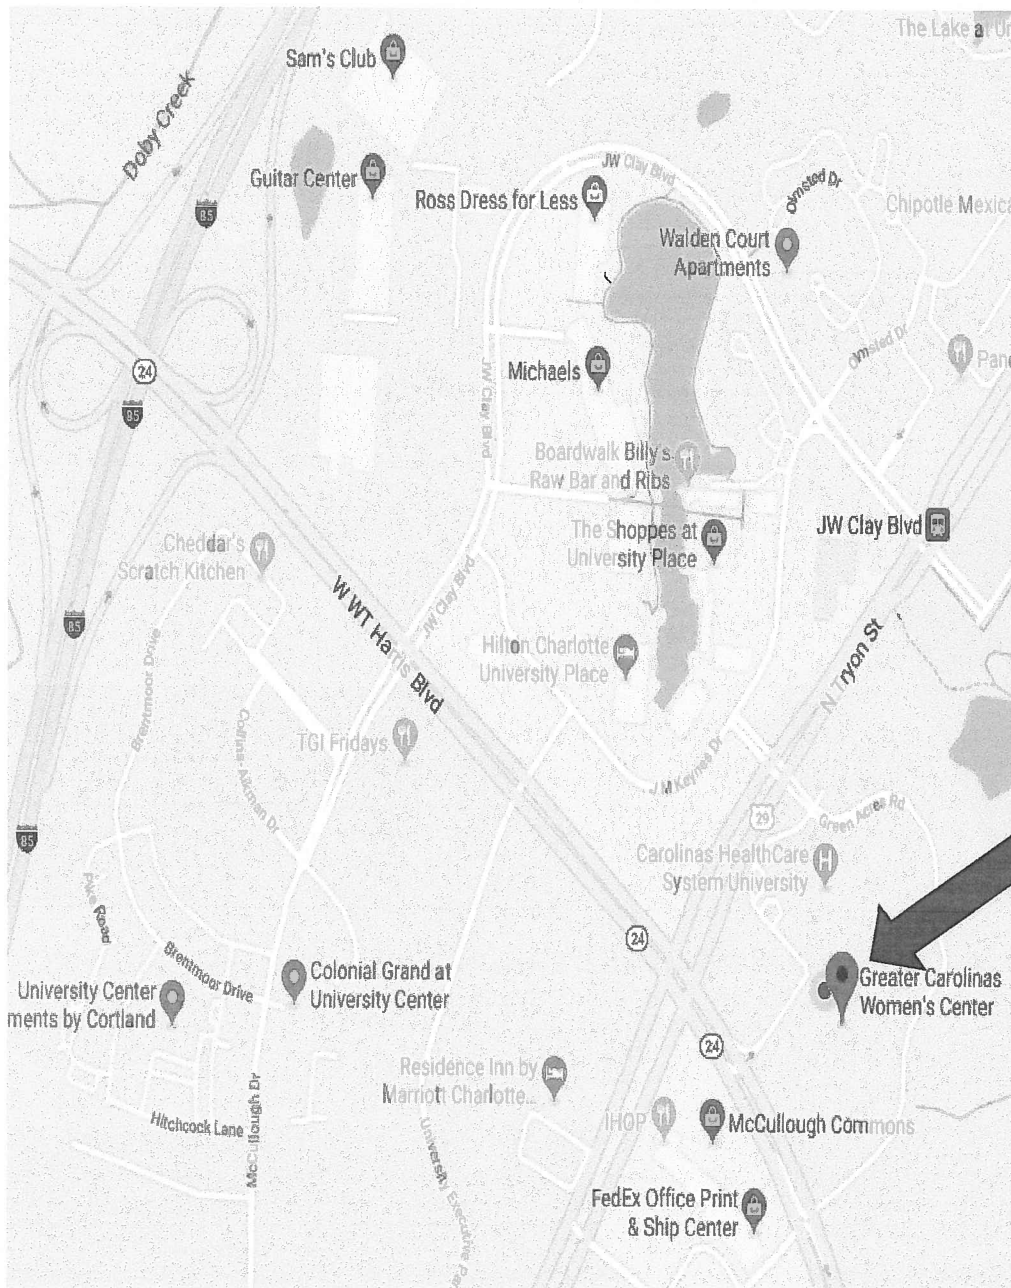 The Lake at Un
Sam's Club
Doby Creek
Guitar Center
JW Clay Blvd
Ross Dress for Less
Olmsted Dr
Chipotle Mexica
85
Walden Court
Apartments
Olmsted Dr
Pane
24
Michaels
85
JW Clay Blvd
Boardwalk Billy's
Raw Bar and Ribs
JW Clay Blvd
The Shoppes at
University Place
Cheddar's
Scratch Kitchen
85
W WT Harris Blvd
JW Clay Blvd
Hilton Charlotte
University Place
N Tryon St
Brentmoor Drive
Collins-Aikman Dr
TGI Fridays
J M Keynes Dr
29
Green Acres Rd
85
Carolinas HealthCare
System University
Road
24
Brentmoor Drive
Colonial Grand at
University Center
Greater Carolinas
Women's Center
University Center
ments by Cortland
24
Residence Inn by
Marriott Charlotte...
IHOP
McCullough Commons
Hitchcock Lane
McCullough Dr
University Executive Par
FedEx Office Print
& Ship Center